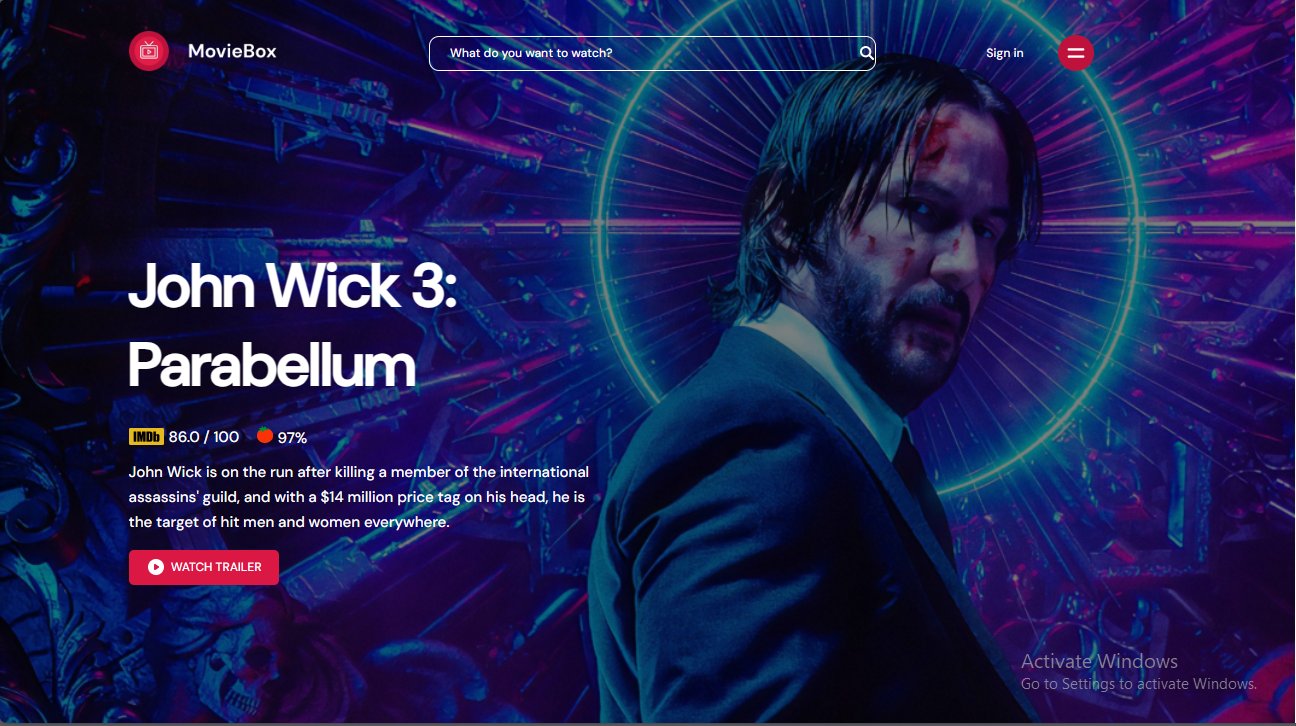 MovieBox
What do you want to watch?
Sign in
John Wick 3:
Parabellum
IMDb 86.0 / 100 97%
John Wick is on the run after killing a member of the international
assassins' guild, and with a $14 million price tag on his head, he is
the target of hit men and women everywhere.
WATCH TRAILER
Activate Windows
Go to Settings to activate Windows.